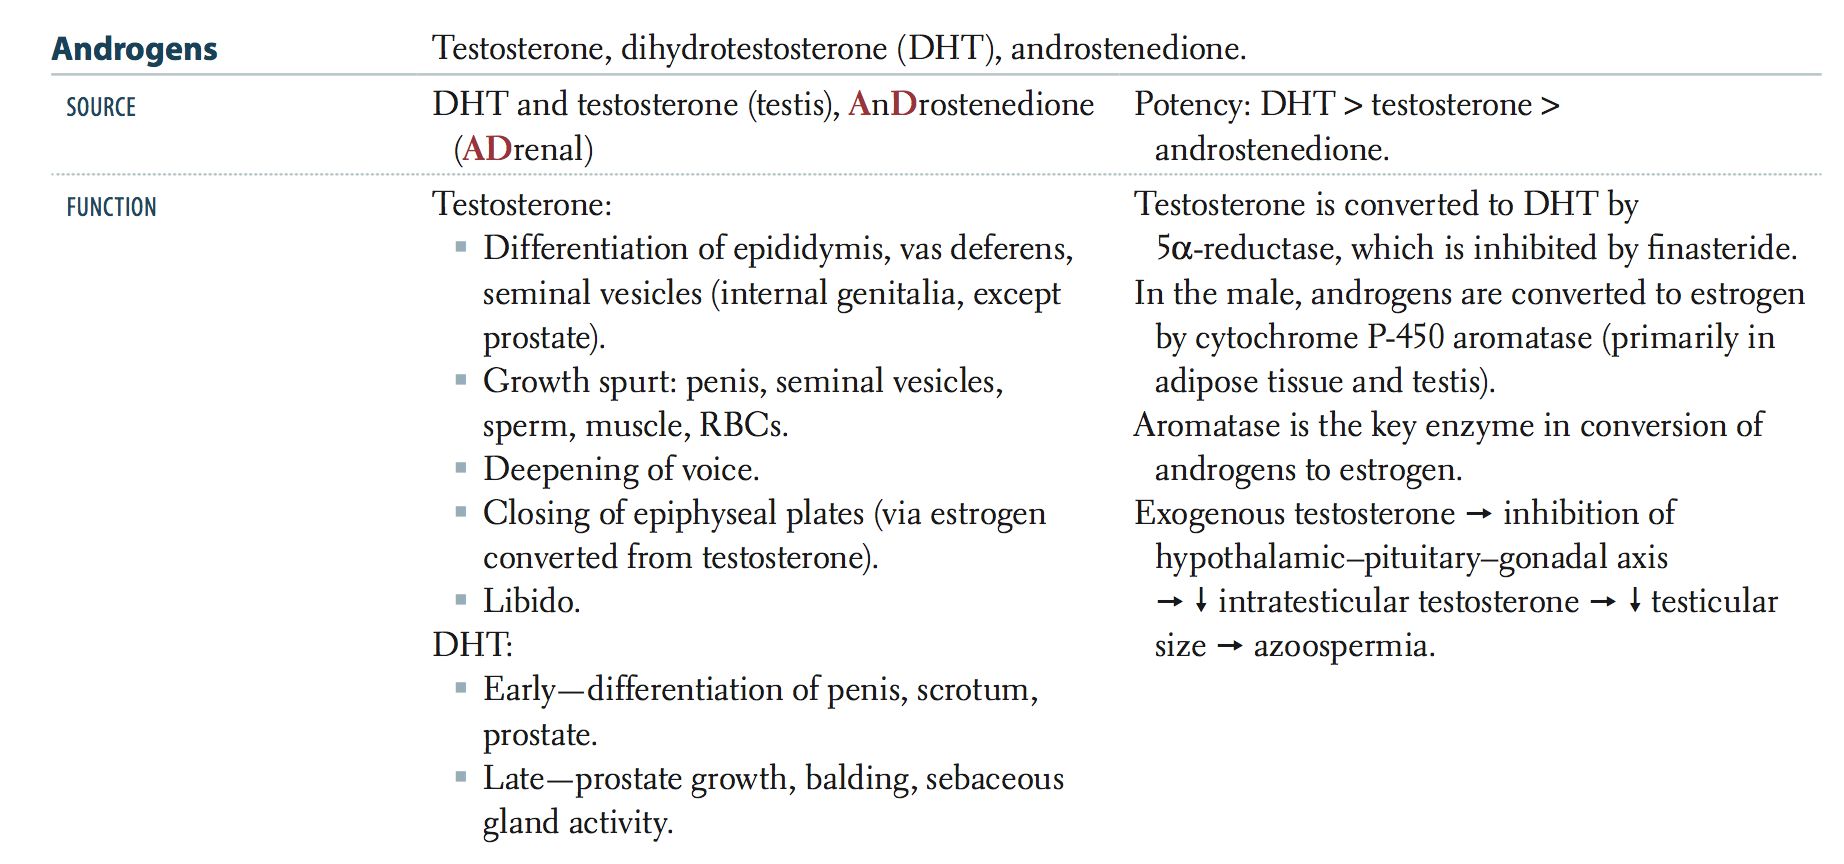 Androgens
Testosterone, dihydrotestosterone (DHT), androstenedione.
SOURCE
DHT and testosterone (testis), AnDrostenedione
(ADrenal)
Potency: DHT > testosterone >
androstenedione.
FUNCTION
Testosterone:
▪ Differentiation of epididymis, vas deferens,
seminal vesicles (internal genitalia, except
prostate).
▪ Growth spurt: penis, seminal vesicles,
sperm, muscle, RBCs.
▪ Deepening of voice.
▪ Closing of epiphyseal plates (via estrogen
converted from testosterone).
▪ Libido.
DHT:
▪ Early—differentiation of penis, scrotum,
prostate.
▪ Late—prostate growth, balding, sebaceous
gland activity.
Testosterone is converted to DHT by
5α-reductase, which is inhibited by finasteride.
In the male, androgens are converted to estrogen
by cytochrome P-450 aromatase (primarily in
adipose tissue and testis).
Aromatase is the key enzyme in conversion of
androgens to estrogen.
Exogenous testosterone → inhibition of
hypothalamic–pituitary–gonadal axis
→ ↓ intratesticular testosterone → ↓ testicular
size → azoospermia.